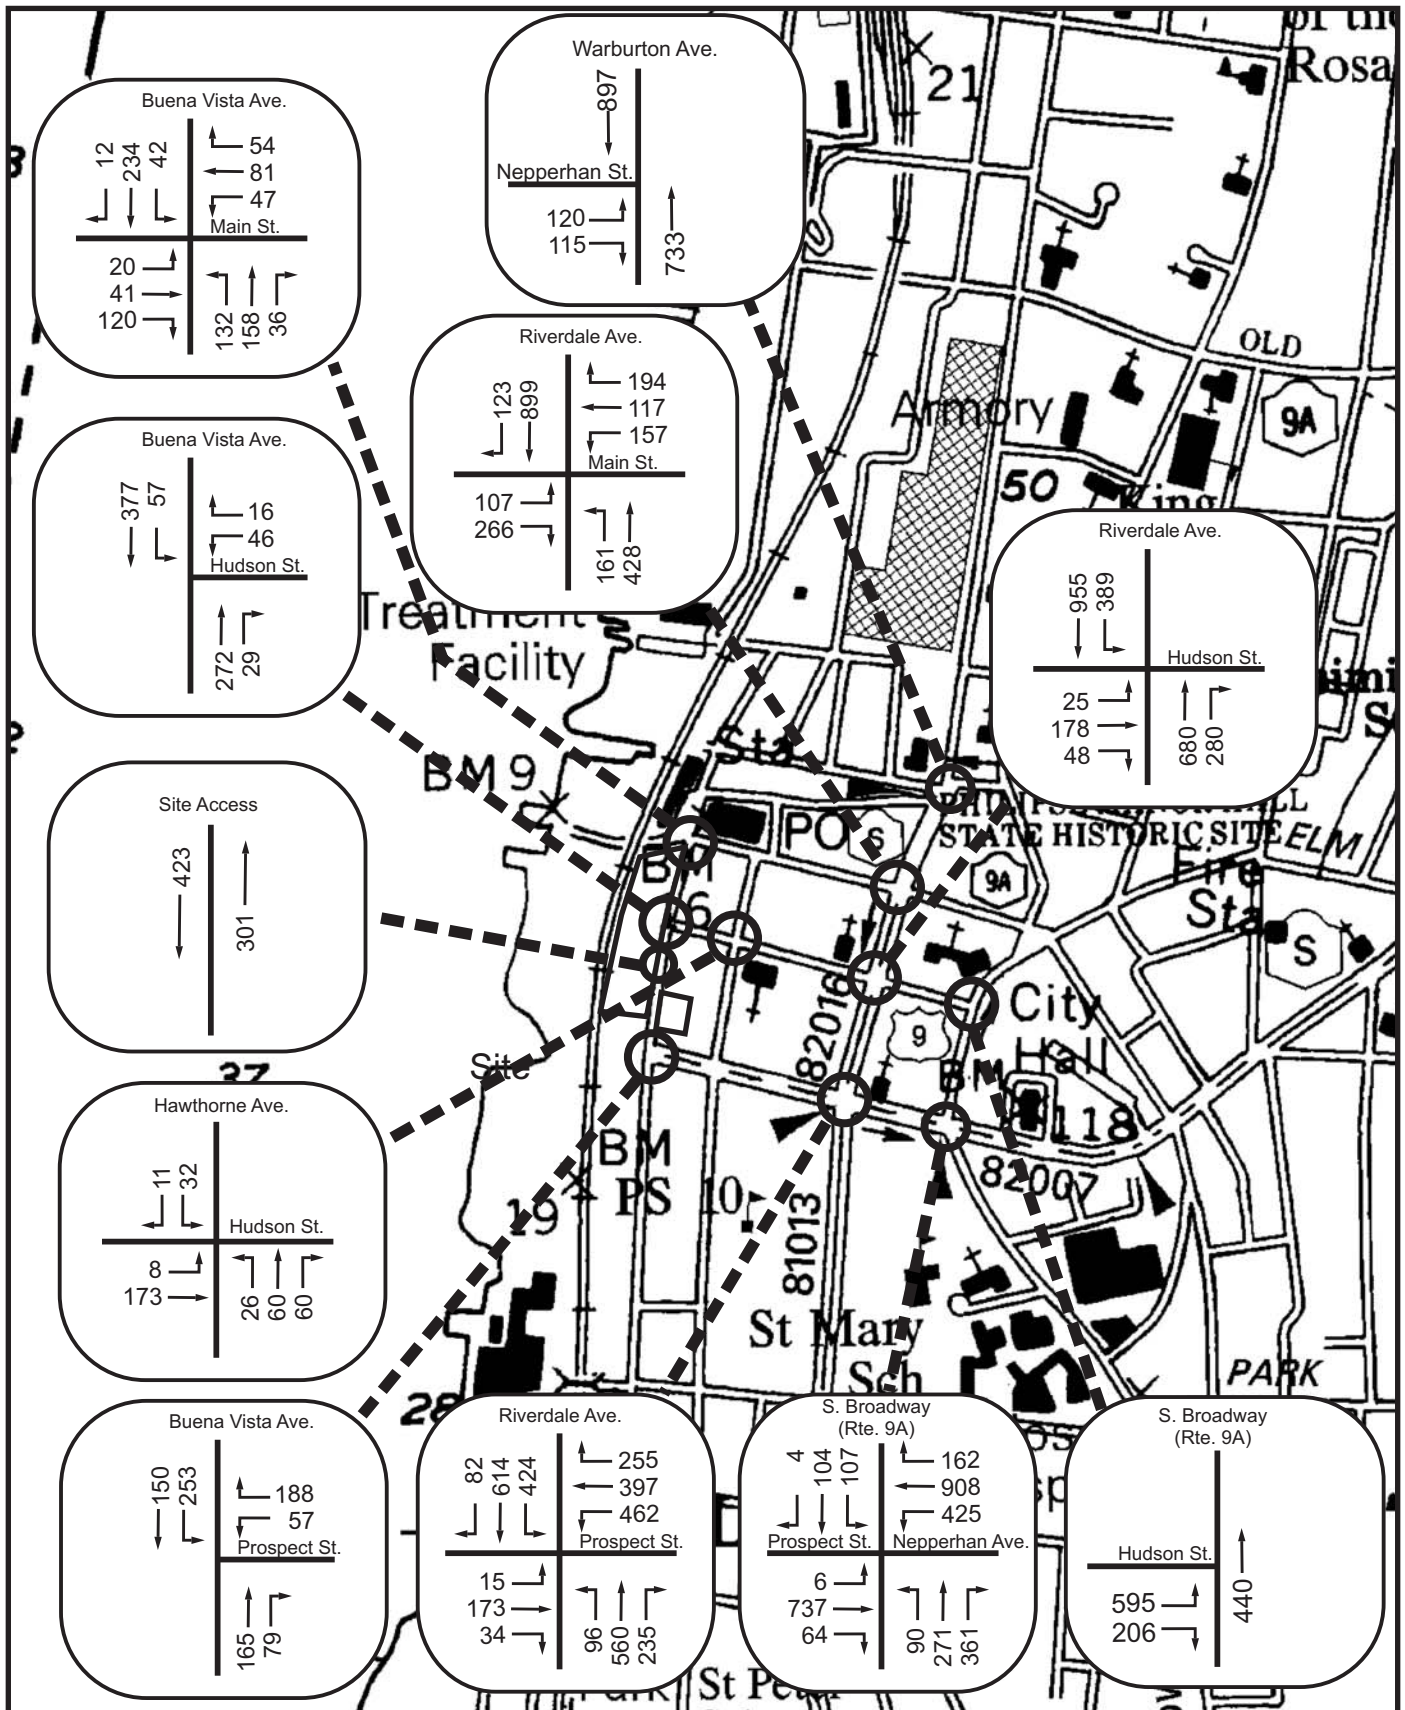 Warburton Ave.
897
Nepperhan St.
120
115
733
Buena Vista Ave.
12
234
42
54
81
47
Main St.
20
41
120
132
158
36
21
Rosa
Riverdale Ave.
123
899
194
117
157
Main St.
107
266
161
428
OLD
9A
Armory
50
King
Buena Vista Ave.
377
57
16
46
Hudson St.
272
29
Riverdale Ave.
955
389
Hudson St.
25
178
48
680
280
Treatment
Facility
Sta
BM 9
PO
S
STATE HISTORIC SITE
ELM
9A
Fire
Sta
S
BM
6
Site Access
423
301
82016
9
City
Hall
BM
118
37
Site
Hawthorne Ave.
11
32
Hudson St.
8
173
26
60
60
BM
19
PS 10
81013
82007
St Mary
Sch
PARK
28
Buena Vista Ave.
150
253
188
57
Prospect St.
165
79
Riverdale Ave.
82
614
424
255
397
462
Prospect St.
15
173
34
96
560
235
S. Broadway
(Rte. 9A)
4
104
107
162
908
425
Prospect St.
Nepperhan Ave.
6
737
64
90
271
361
S. Broadway
(Rte. 9A)
Hudson St.
595
206
440
St Peter